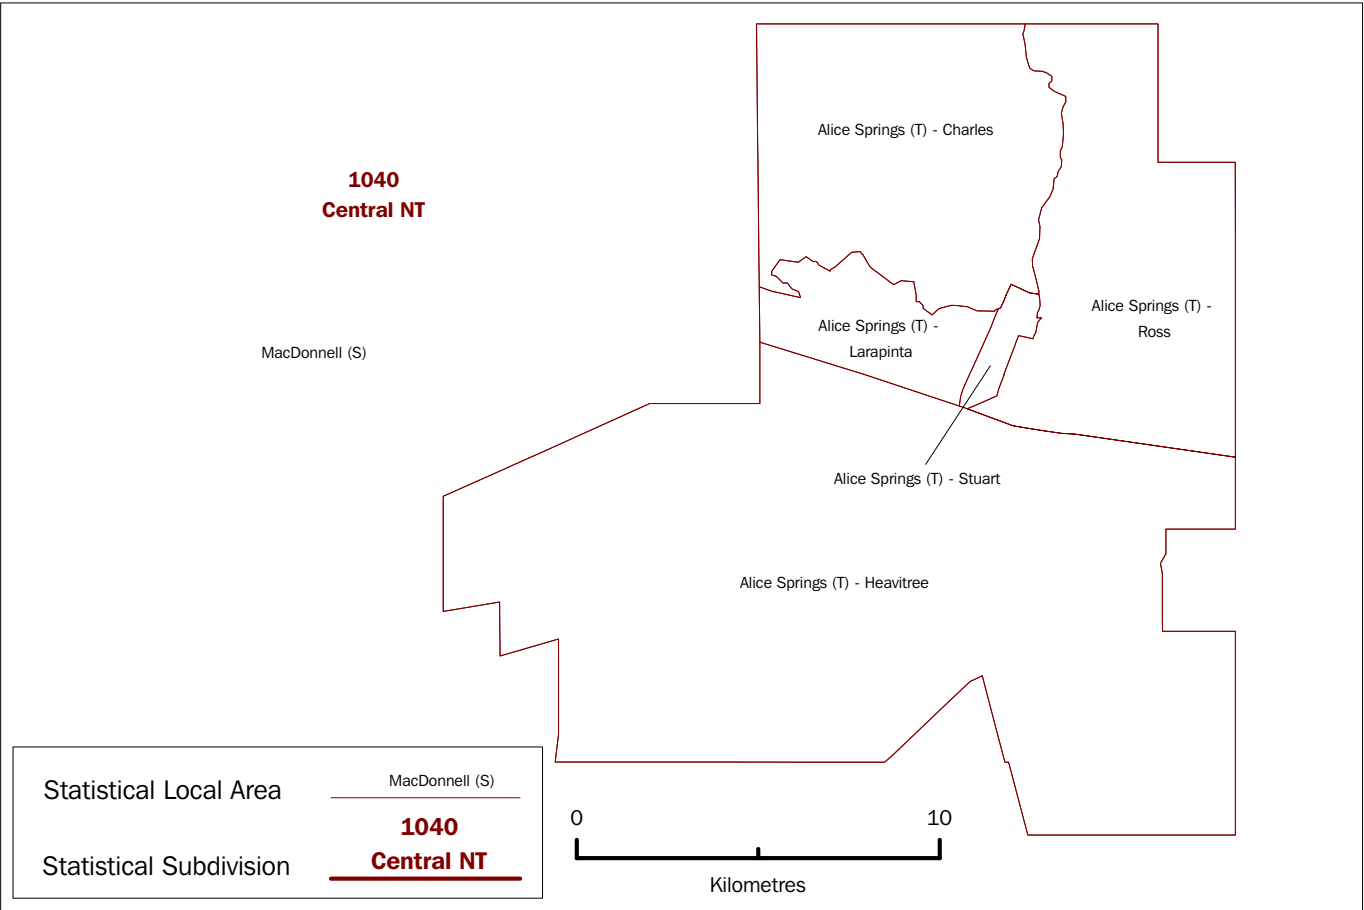 Alice Springs (T) - Charles
1040
Central NT
Alice Springs (T) -
Ross
Alice Springs (T) -
Larapinta
MacDonnell (S)
Alice Springs (T) - Stuart
Alice Springs (T) - Heavitree
Statistical Local Area
MacDonnell (S)
Statistical Subdivision
1040
Central NT
0
10
Kilometres